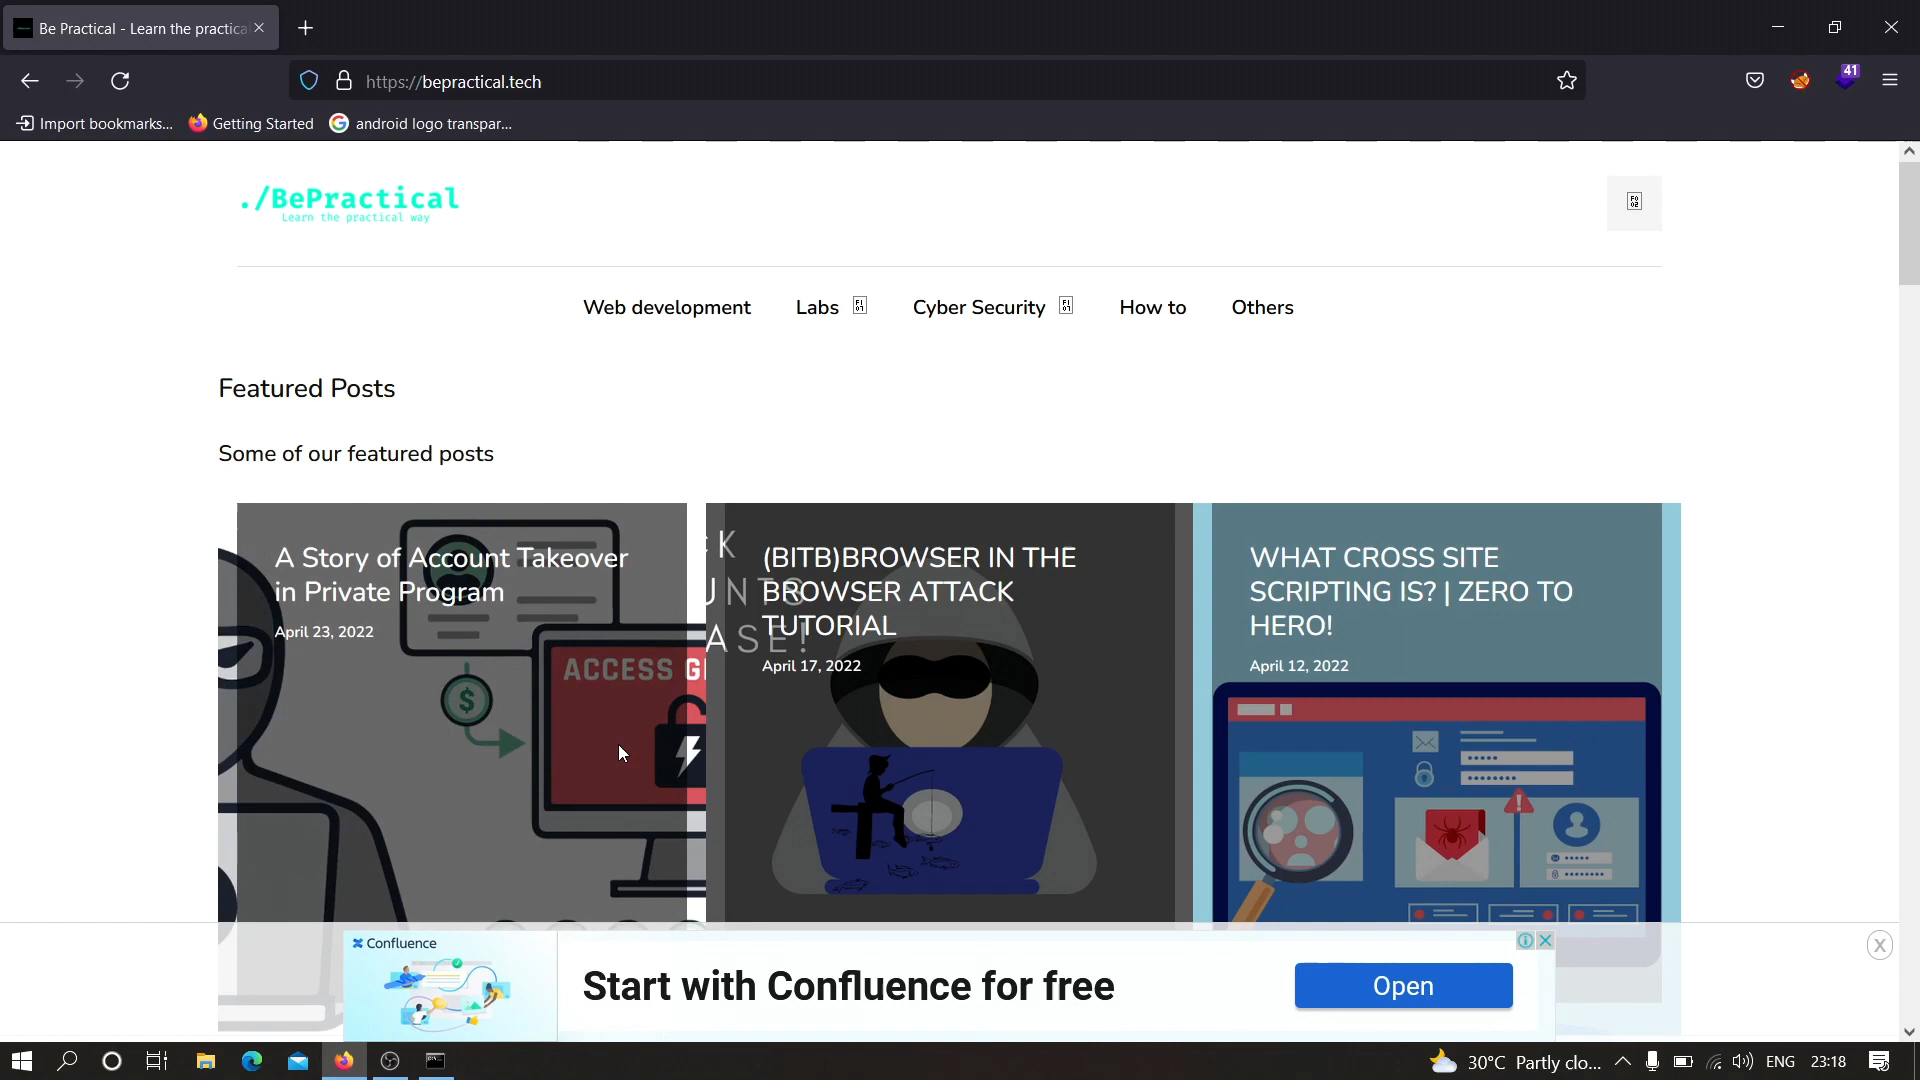 Be Practical - Learn the practica
https://bepractical.tech
41
Import bookmarks...
Getting Started
android logo transpar...
./BePractical
Learn the practical way
Web development
Labs
Cyber Security
How to
Others
Featured Posts
Some of our featured posts
A Story of Account Takeover
in Private Program
April 23, 2022
ACCESS G
(BITB)BROWSER IN THE
BROWSER ATTACK
TUTORIAL
April 17, 2022
CK
UNTS
ASE!
WHAT CROSS SITE
SCRIPTING IS? | ZERO TO
HERO!
April 12, 2022
Confluence
Start with Confluence for free
Open
30°C Partly clo...
ENG
23:18